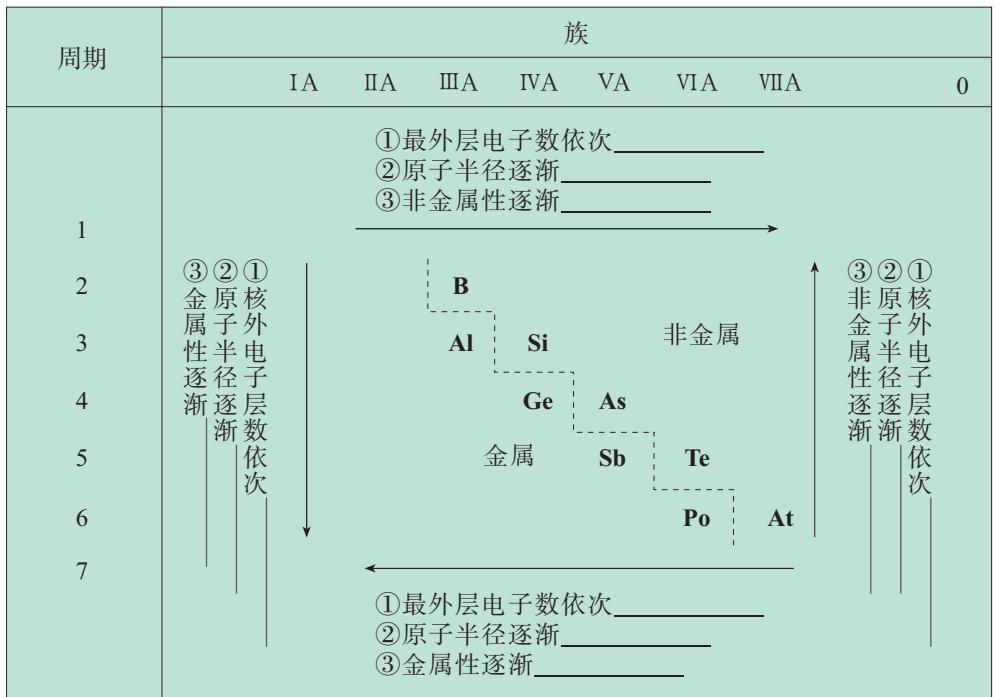 周期
族
ⅠA ⅡA ⅢA ⅣA ⅤA ⅥA ⅦA 0
①最外层电子数依次
②原子半径逐渐
③非金属性逐渐
1
2
3
4
5
6
7
①核外电子层数依次
②原子半径逐渐
③金属性逐渐
B
Al Si
非金属
Ge As
金属
Sb Te
Po At
①核外电子层数依次
②原子半径逐渐
③非金属性逐渐
①最外层电子数依次
②原子半径逐渐
③金属性逐渐